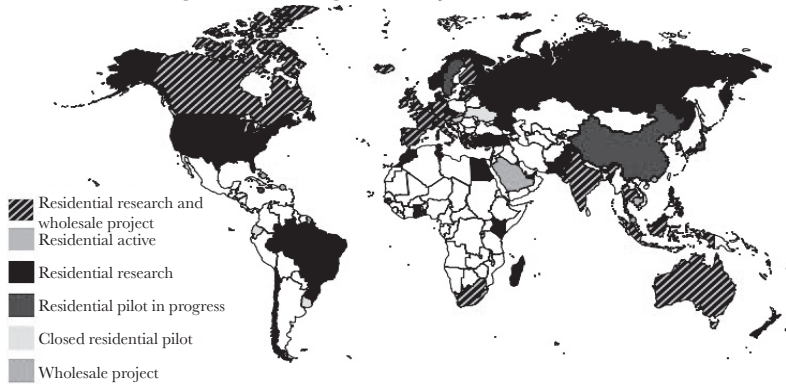 Residential research and
wholesale project
Residential active
Residential research
Residential pilot in progress
Closed residential pilot
Wholesale project